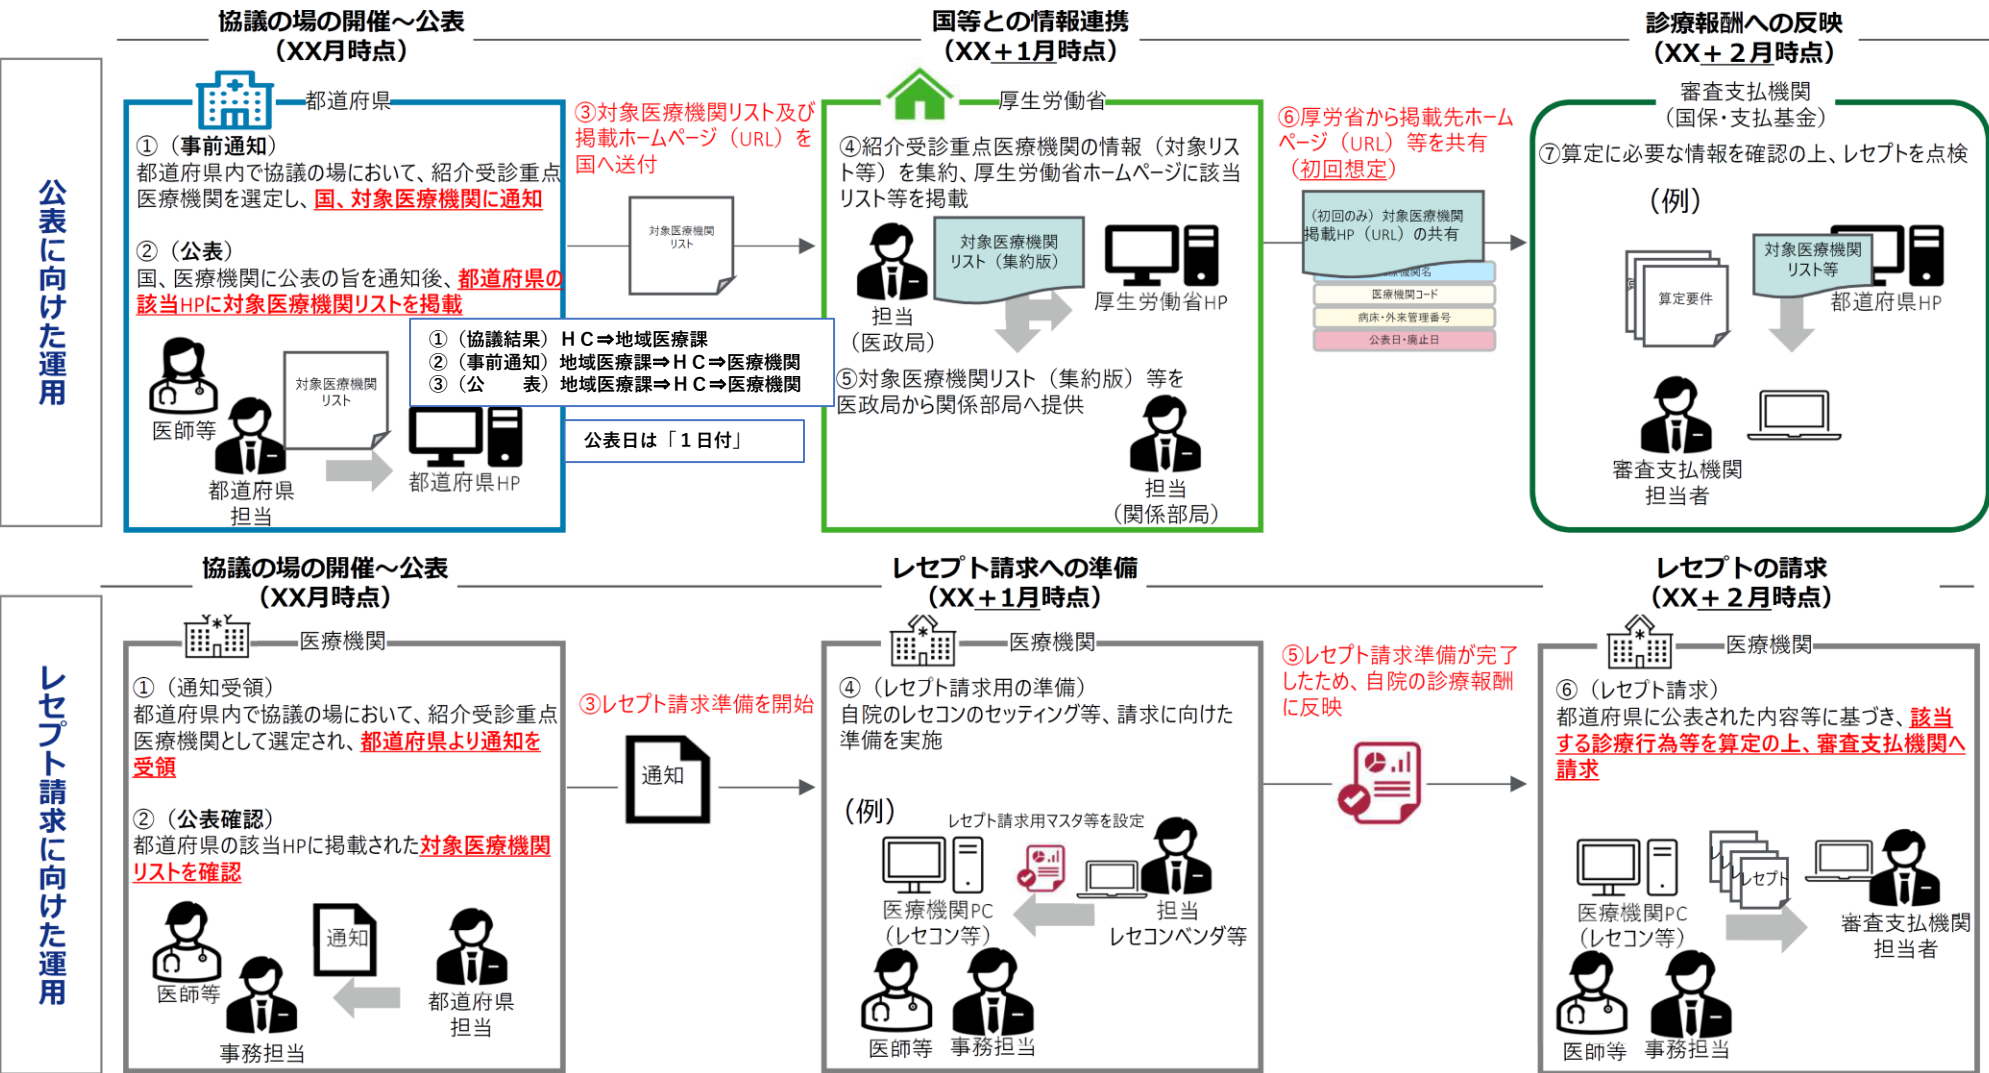 協議の場の開催～公表
（XX月時点）
国等との情報連携
（XX＋1月時点）
診療報酬への反映
（XX＋２月時点）
公表に向けた運用
都道府県
①（事前通知）
都道府県内で協議の場において、紹介受診重点
医療機関を選定し、国、対象医療機関に通知
②（公表）
国、医療機関に公表の旨を通知後、都道府県の
該当HPに対象医療機関リストを掲載
医師等
都道府県
担当
対象医療機関
リスト
都道府県HP
①（協議結果）ＨＣ⇒地域医療課
②（事前通知）地域医療課⇒ＨＣ⇒医療機関
③（公　　表）地域医療課⇒ＨＣ⇒医療機関
公表日は「１日付」
③対象医療機関リスト及び
掲載ホームページ（URL）を
国へ送付
対象医療機関
リスト
厚生労働省
④紹介受診重点医療機関の情報（対象リス
ト等）を集約、厚生労働省ホームページに該当
リスト等を掲載
担当
（医政局）
対象医療機関
リスト（集約版）
厚生労働省HP
⑤対象医療機関リスト（集約版）等を
医政局から関係部局へ提供
担当
（関係部局）
⑥厚労省から掲載先ホーム
ページ（URL）等を共有
（初回想定）
（初回のみ）対象医療機関
掲載HP（URL）の共有
機関名
医療機関コード
病床・外来管理番号
公表日・廃止日
審査支払機関
（国保・支払基金）
⑦算定に必要な情報を確認の上、レセプトを点検
（例）
算定要件
対象医療機関
リスト等
都道府県HP
審査支払機関
担当者
協議の場の開催～公表
（XX月時点）
レセプト請求への準備
（XX＋1月時点）
レセプトの請求
（XX＋２月時点）
レセプト請求に向けた運用
医療機関
①（通知受領）
都道府県内で協議の場において、紹介受診重点
医療機関として選定され、都道府県より通知を
受領
②（公表確認）
都道府県の該当HPに掲載された対象医療機関
リストを確認
医師等
事務担当
通知
都道府県
担当
③レセプト請求準備を開始
通知
医療機関
④（レセプト請求用の準備）
自院のレセコンのセッティング等、請求に向けた
準備を実施
（例）
レセプト請求用マスタ等を設定
医療機関PC
（レセコン等）
担当
レセコンベンダ等
医師等
事務担当
⑤レセプト請求準備が完了
したため、自院の診療報酬
に反映
医療機関
⑥（レセプト請求）
都道府県に公表された内容等に基づき、該当
する診療行為等を算定の上、審査支払機関へ
請求
医療機関PC
（レセコン等）
レセプト
審査支払機関
担当者
医師等
事務担当